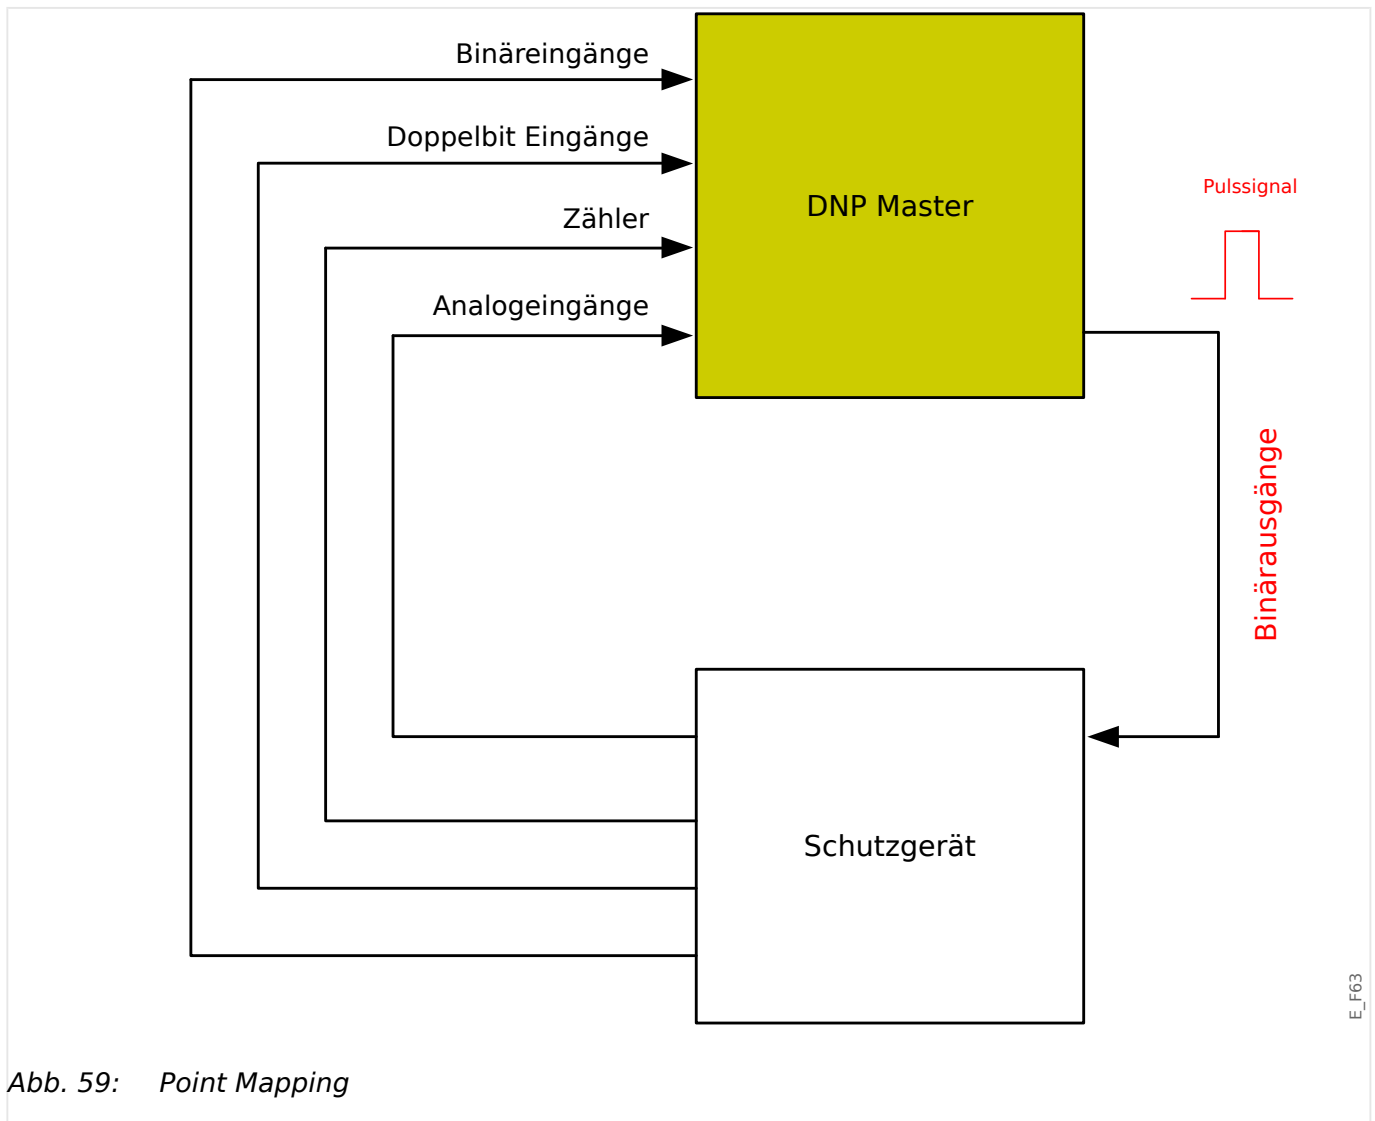 Binäreingänge
Doppelbit Eingänge
Zähler
Analogeingänge
DNP Master
Pulssignal
Binärausgänge
Schutzgerät
E_F63
Abb. 59: Point Mapping